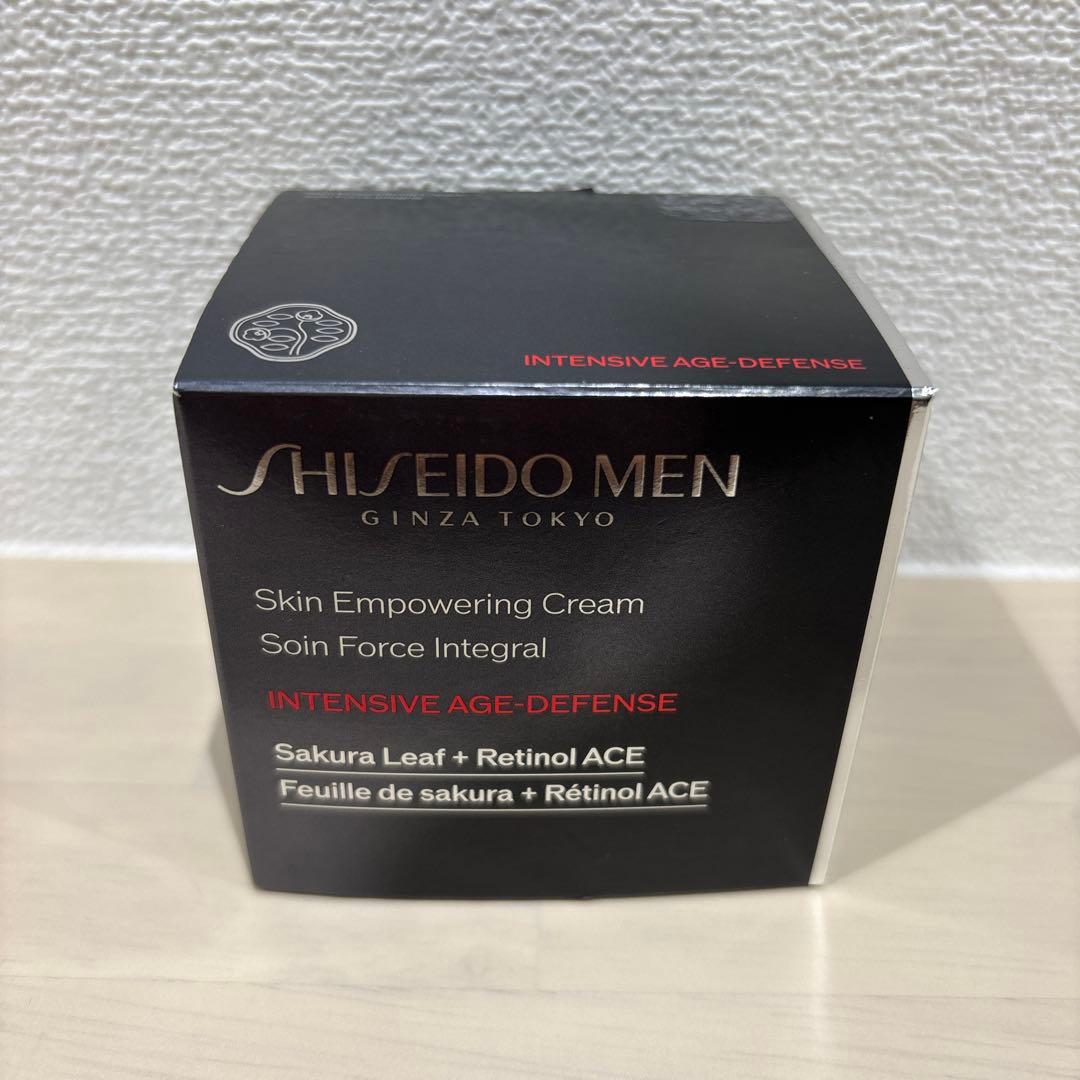 INTENSIVE AGE-DEFENSE
SHISEIDO MEN
GINZA TOKYO
Skin Empowering Cream
Soin Force Integral
INTENSIVE AGE-DEFENSE
Sakura Leaf + Retinol ACE
Feuille de sakura + Rétinol ACE